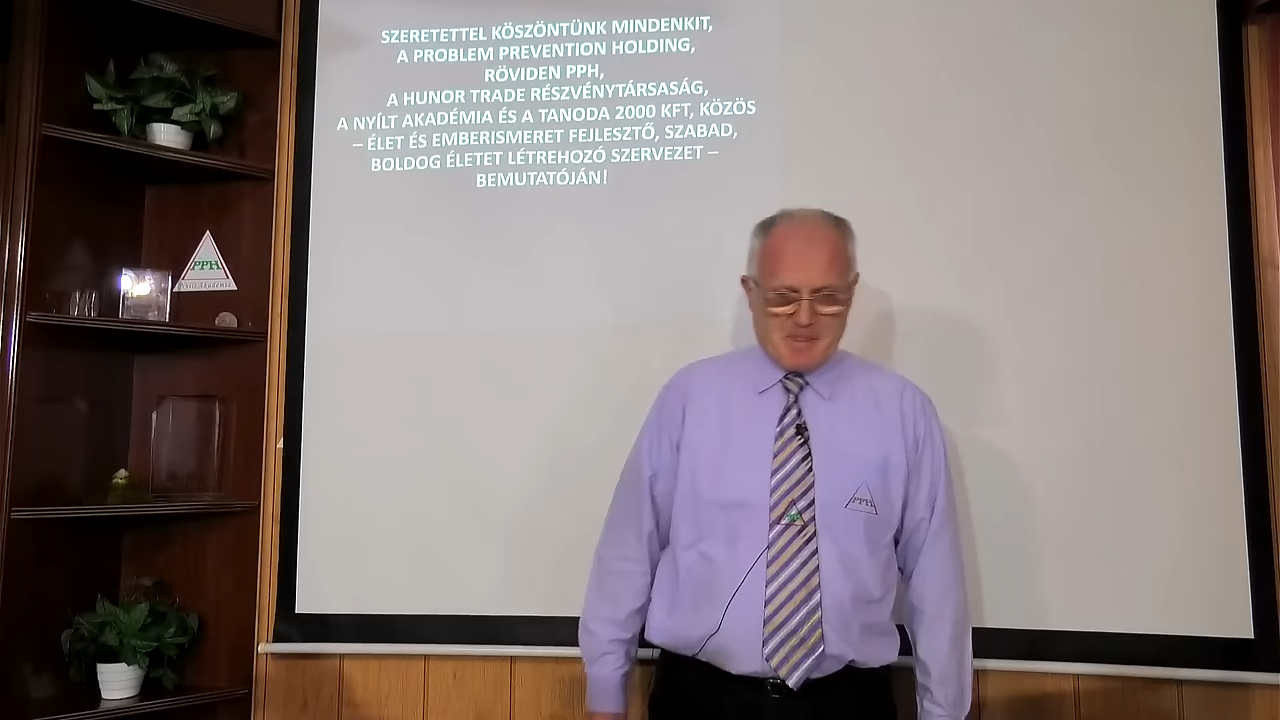 SZERETETTEL KÖSZÖNTÜNK MINDENKIT,
A PROBLEM PREVENTION HOLDING,
RÖVIDEN PPH,
A HUNOR TRADE RÉSZVÉNYTÁRSASÁG,
A NYÍLT AKADÉMIA ÉS A TANODA 2000 KFT, KÖZÖS
– ÉLET ÉS EMBERISMERET FEJLESZTŐ, SZABAD,
BOLDOG ÉLETET LÉTREHOZÓ SZERVEZET –
BEMUTATÓJÁN!
PPH
Nyílt Akadémia
PPH